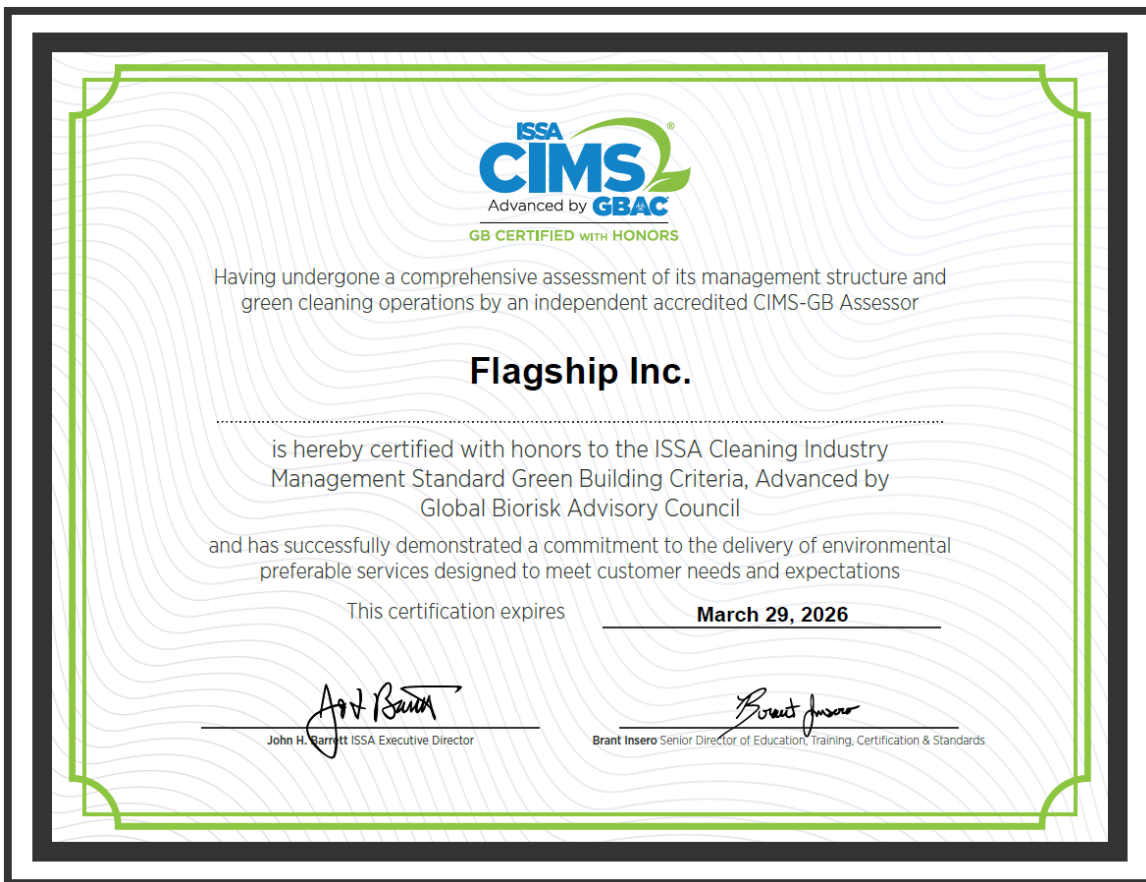 ISSA
CIMS®
Advanced by GBAC
GB CERTIFIED WITH HONORS
Having undergone a comprehensive assessment of its management structure and
green cleaning operations by an independent accredited CIMS-GB Assessor
Flagship Inc.
is hereby certified with honors to the ISSA Cleaning Industry
Management Standard Green Building Criteria, Advanced by
Global Biorisk Advisory Council
and has successfully demonstrated a commitment to the delivery of environmental
preferable services designed to meet customer needs and expectations
This certification expires March 29, 2026
John H. Barrett ISSA Executive Director
Brant Insero Senior Director of Education, Training, Certification & Standards